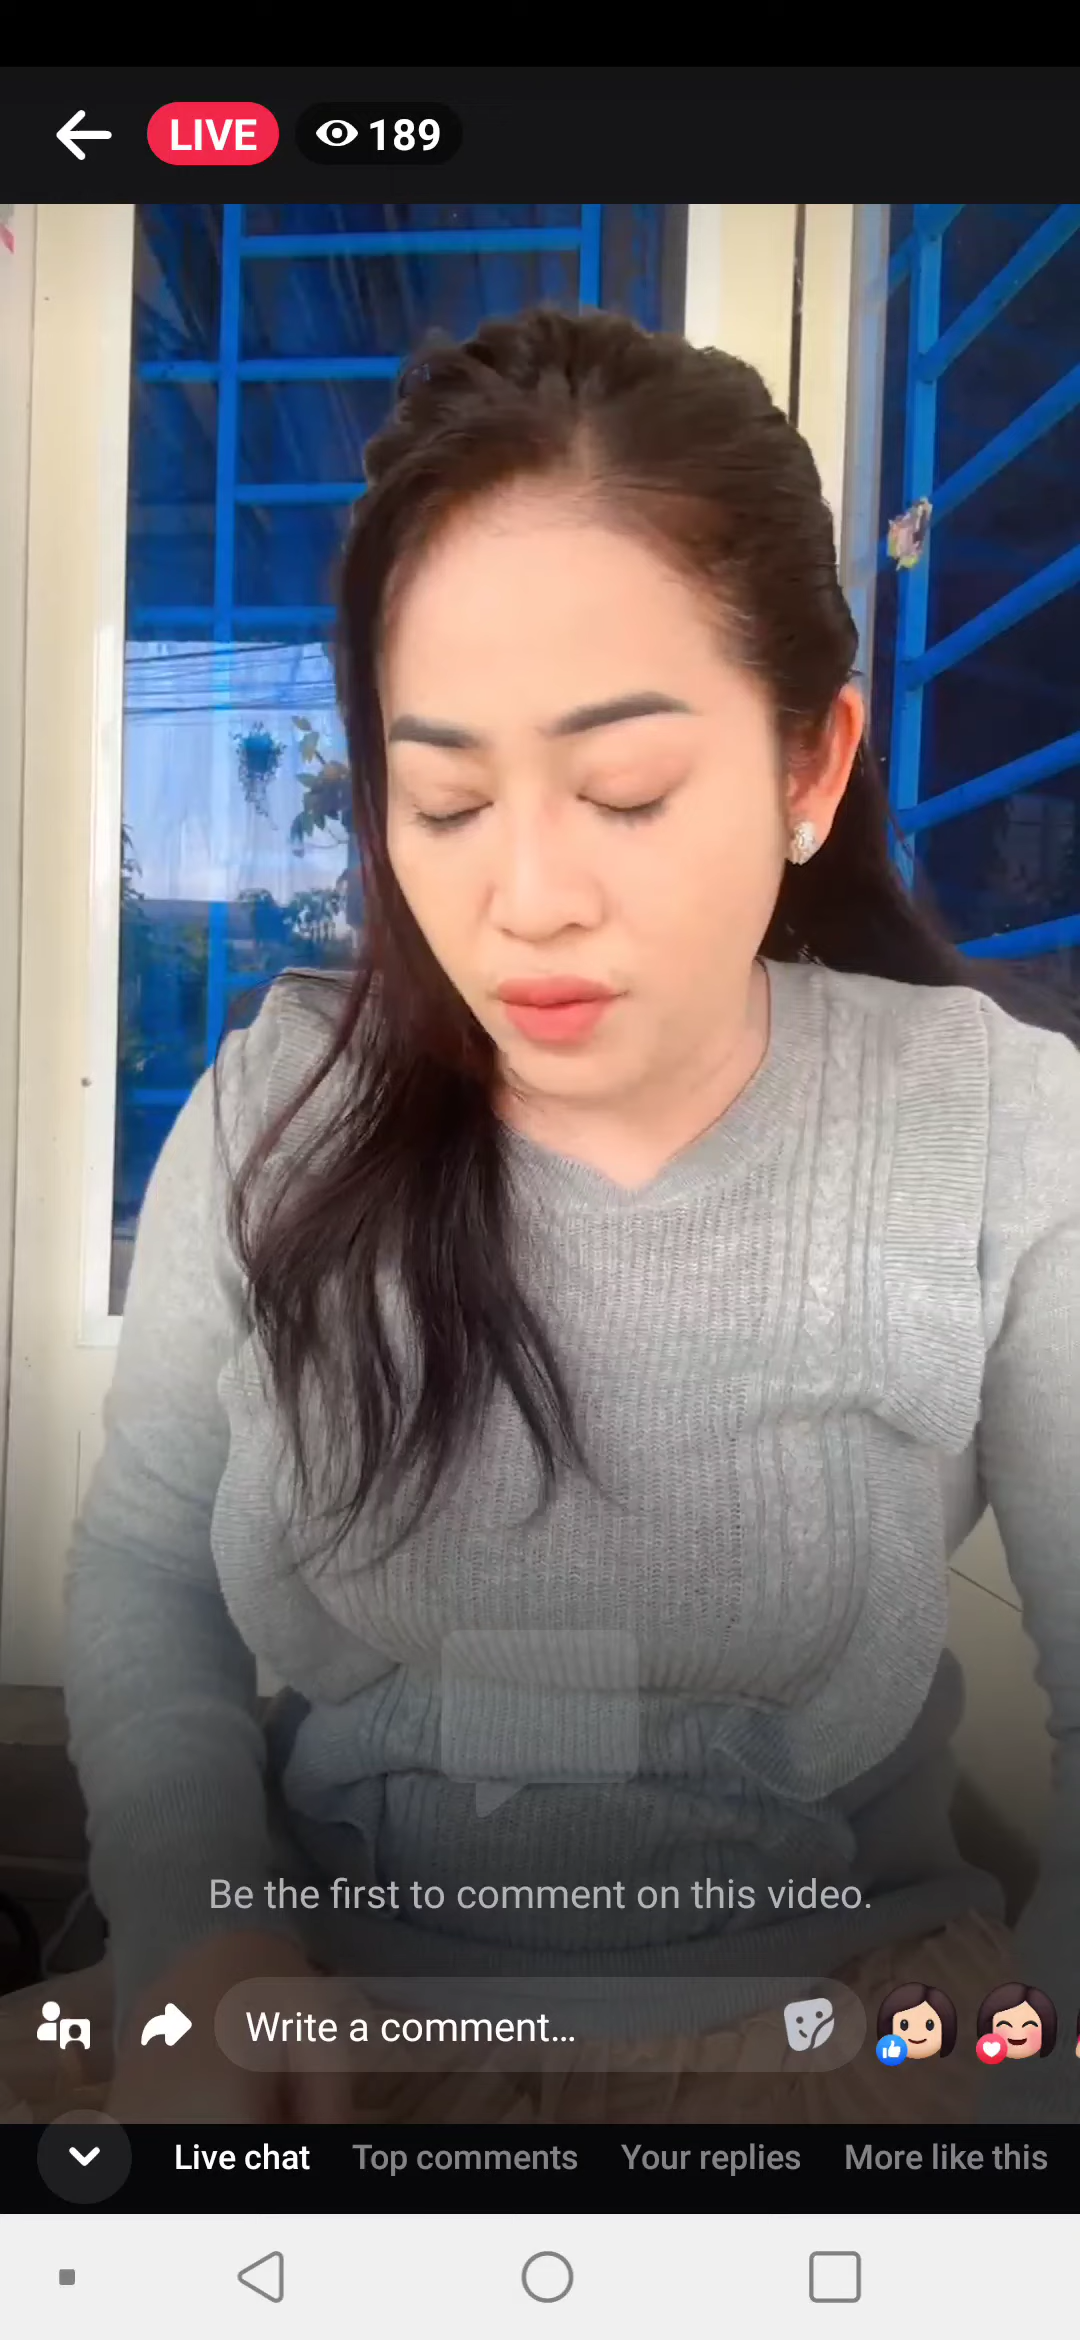 LIVE 189
Be the first to comment on this video.
Write a comment...
Live chat Top comments Your replies More like this